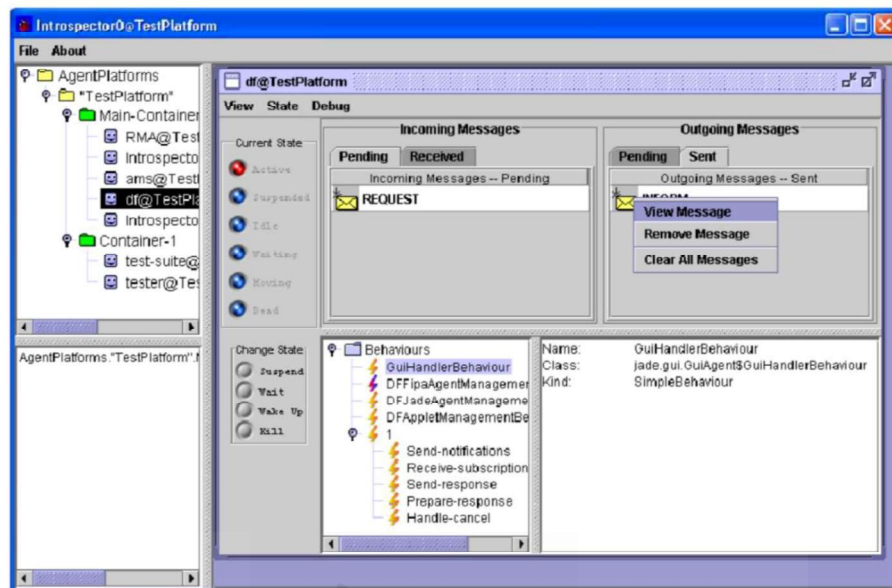 Introspector0@TestPlatform
File About
AgentPlatforms
"TestPlatform"
Main-Container
RMA@Test
Introspecto
ams@Testl
df@TestPla
Introspecto
Container-1
test-suite@
tester@Tes
AgentPlatforms."TestPlatform".
df@TestPlatform
View State Debug
Current State
Active
Suspended
Idle
Waiting
Moving
Dead
Incoming Messages
Pending Received
Incoming Messages -- Pending
REQUEST
Outgoing Messages
Pending Sent
Outgoing Messages -- Sent
INFORM
View Message
Remove Message
Clear All Messages
Change State
Suspend
Wait
Wake Up
Kill
Behaviours
GuiHandlerBehaviour
DFFipaAgentManagemer
DFJadeAgentManageme
DFAppletManagementBe
1
Send-notifications
Receive-subscription
Send-response
Prepare-response
Handle-cancel
Name: GuiHandlerBehaviour
Class: jade.gui.GuiAgent$GuiHandlerBehaviour
Kind: SimpleBehaviour